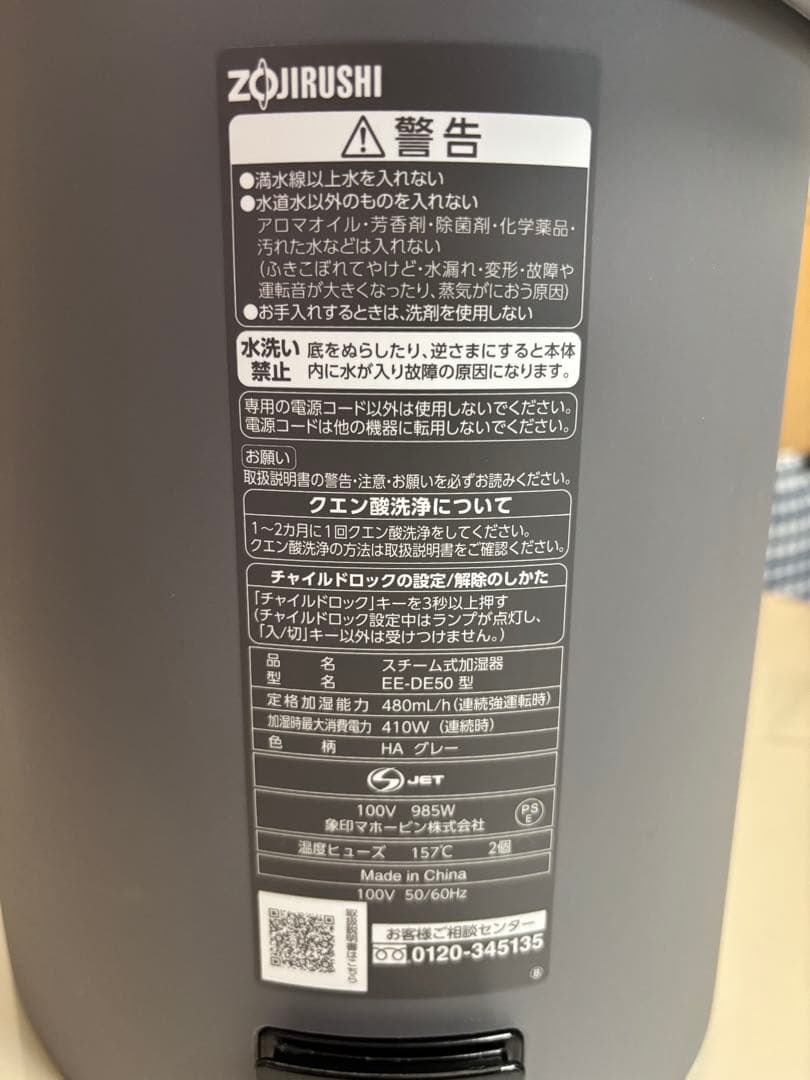 ZOJIRUSHI
警告
●満水線以上水を入れない
●水道水以外のものを入れない
アロマオイル・芳香剤・除菌剤・化学薬品・
汚れた水などは入れない
(ふきこぼれてやけど・水漏れ・変形・故障や
運転音が大きくなったり、蒸気がにおう原因)
●お手入れするときは、洗剤を使用しない
水洗い禁止
底をぬらしたり、逆さまにすると本体
内に水が入り故障の原因になります。
専用の電源コード以外は使用しないでください。
電源コードは他の機器に転用しないでください。
お願い
取扱説明書の警告・注意・お願いを必ずお読みください。
クエン酸洗浄について
1~2カ月に1回クエン酸洗浄をしてください。
クエン酸洗浄の方法は取扱説明書をご確認ください。
チャイルドロックの設定/解除のしかた
「チャイルドロック」キーを3秒以上押す
(チャイルドロック設定中はランプが点灯し、
「入/切」キー以外は受けつけません。)
品名 スチーム式加湿器
型名 EE-DE50 型
定格加湿能力 480mL/h(連続強運転時)
加湿時最大消費電力 410W (連続時)
色柄 HA グレー
S JET
100V 985W
PS E
象印マホービン株式会社
温度ヒューズ 157℃ 2個
Made in China
100V 50/60Hz
取扱説明書はこちら
お客様ご相談センター
0120-345135
B